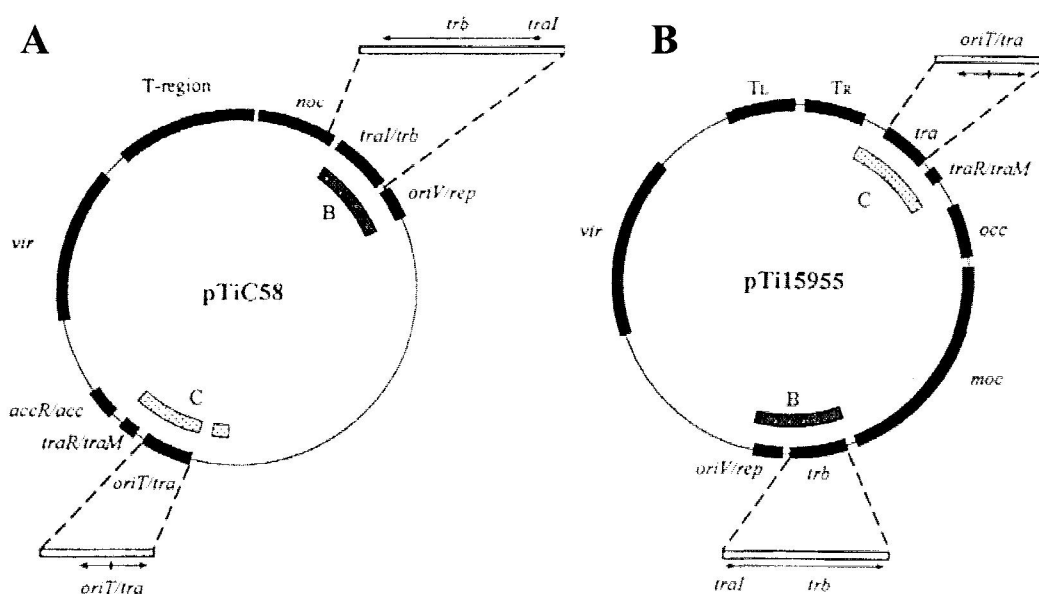 A
trb traI
T-region
noc
traI/trb
oriV/rep
B
vir
pTiC58
C
accR/acc
traR/traM
oriT/tra
oriT/tra
B
oriT/tra
TL TR
tra
traR/traM
C
occ
vir
pTi15955
moc
B
oriV/rep trb
traI trb